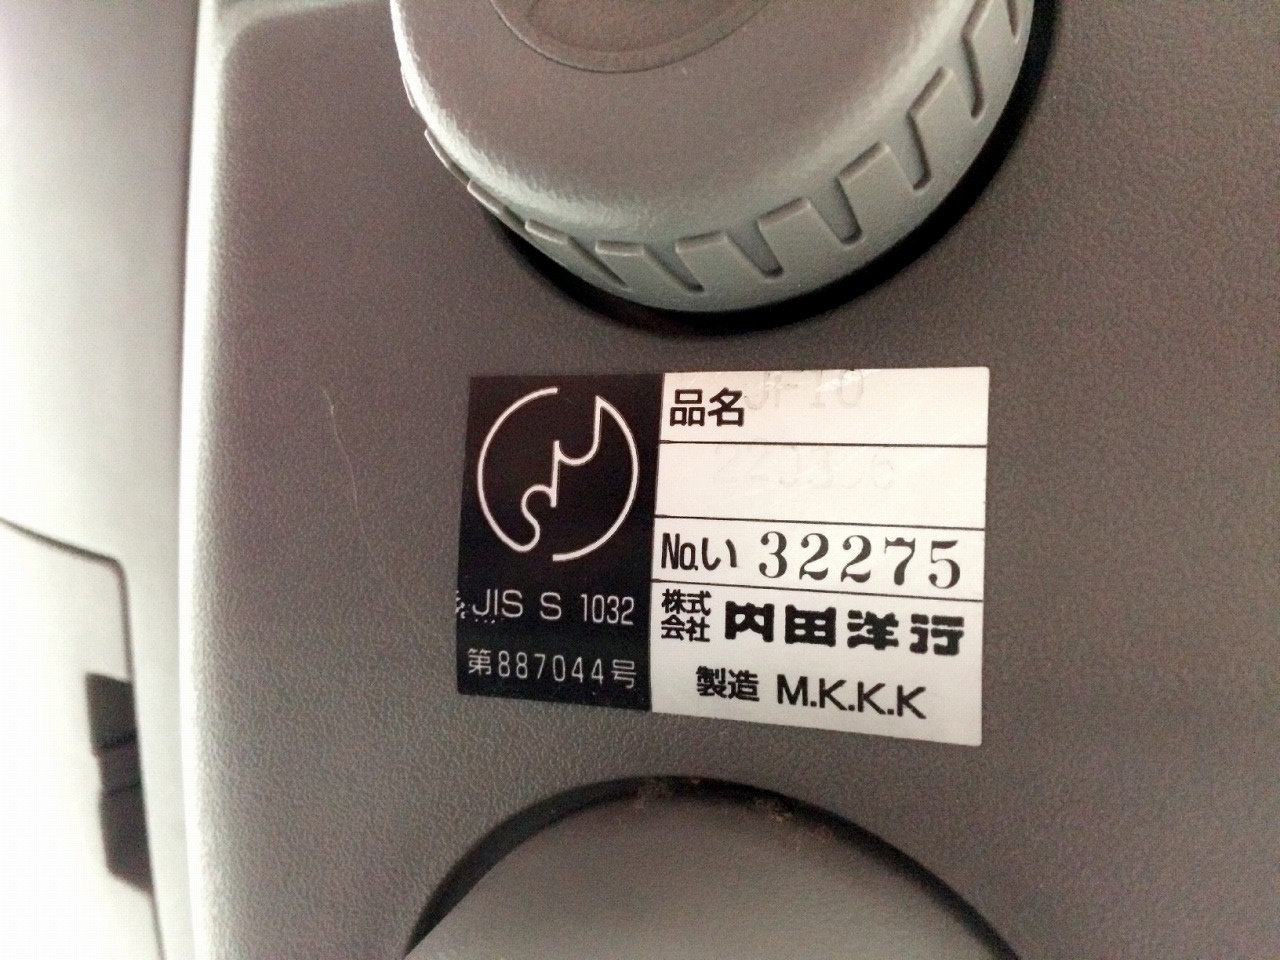 JIS S 1032
第887044号
品名
No.い 32275
株式会社 内田洋行
製造 M.K.K.K